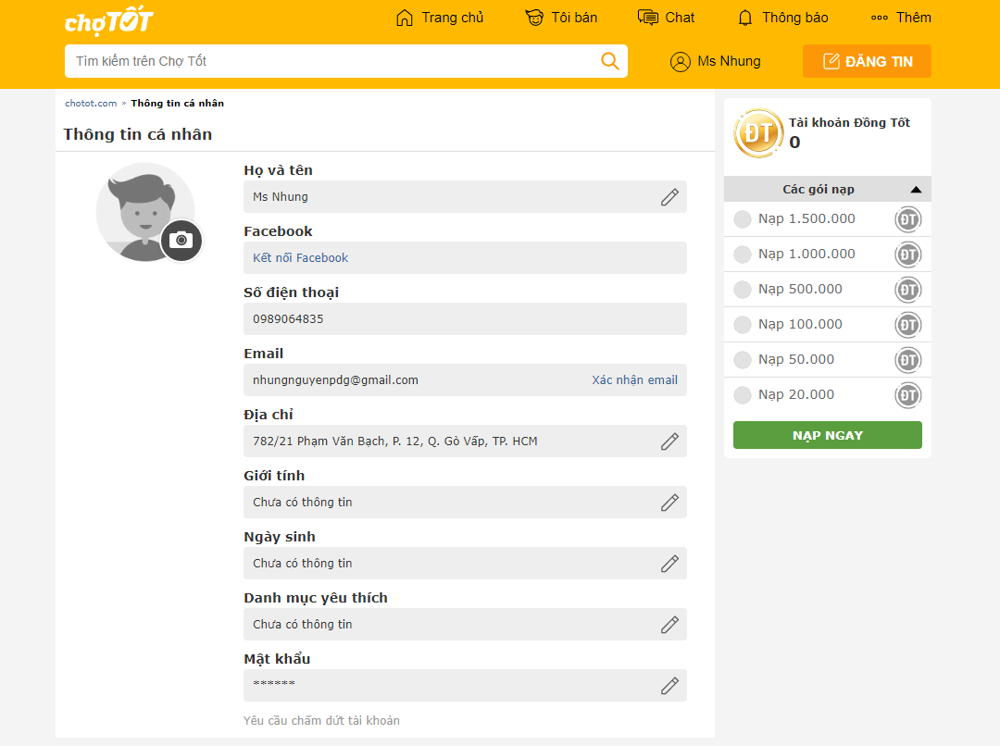 chợTỐT
Trang chủ
Tôi bán
Chat
Thông báo
Thêm
Tìm kiếm trên Chợ Tốt
Ms Nhung
ĐĂNG TIN
chotot.com » Thông tin cá nhân
Thông tin cá nhân
Họ và tên
Ms Nhung
Facebook
Kết nối Facebook
Số điện thoại
0989064835
Email
nhungnguyenpdg@gmail.com
Xác nhận email
Địa chỉ
782/21 Phạm Văn Bạch, P. 12, Q. Gò Vấp, TP. HCM
Giới tính
Chưa có thông tin
Ngày sinh
Chưa có thông tin
Danh mục yêu thích
Chưa có thông tin
Mật khẩu
******
Yêu cầu chấm dứt tài khoản
ĐT
Tài khoản Đồng Tốt
0
Các gói nạp
Nạp 1.500.000
ĐT
Nạp 1.000.000
ĐT
Nạp 500.000
ĐT
Nạp 100.000
ĐT
Nạp 50.000
ĐT
Nạp 20.000
ĐT
NẠP NGAY